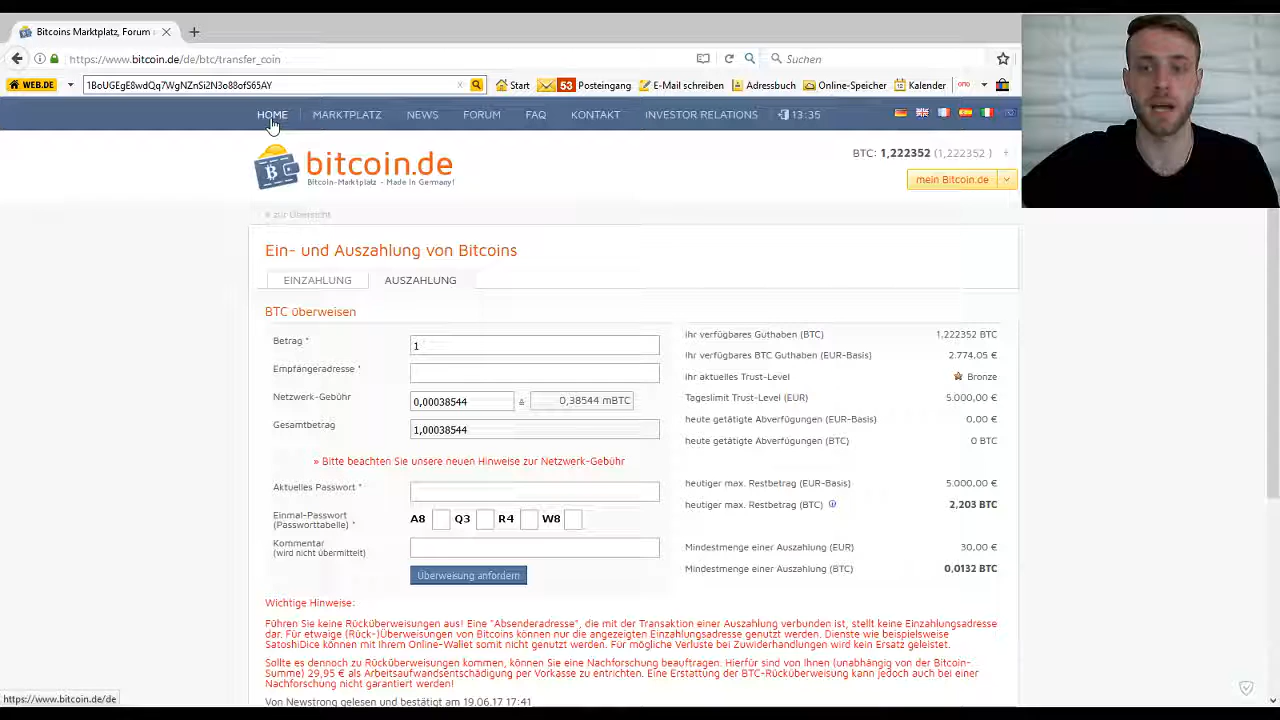 Bitcoins Marktplatz, Forum
https://www.bitcoin.de/de/btc/transfer_coin
Suchen
WEB.DE
1BoUGEgE8wdQq7WgNZnSi2N3o88ofS65AY
Start
53 Posteingang
E-Mail schreiben
Adressbuch
Online-Speicher
Kalender
HOME
MARKTPLATZ
NEWS
FORUM
FAQ
KONTAKT
INVESTOR RELATIONS
13:35
bitcoin.de
Bitcoin-Marktplatz - Made in Germany!
BTC: 1,222352 (1,222352 ) +
mein Bitcoin.de
« zur Übersicht
Ein- und Auszahlung von Bitcoins
EINZAHLUNG
AUSZAHLUNG
BTC überweisen
Betrag * 1
Empfängeradresse *
Netzwerk-Gebühr 0,00038544 ≙ 0,38544 mBTC
Gesamtbetrag 1,00038544
» Bitte beachten Sie unsere neuen Hinweise zur Netzwerk-Gebühr
Aktuelles Passwort *
Einmal-Passwort
(Passworttabelle) *
A8 Q3 R4 W8
Kommentar
(wird nicht übermittelt)
Überweisung anfordern
Ihr verfügbares Guthaben (BTC) 1,222352 BTC
Ihr verfügbares BTC Guthaben (EUR-Basis) 2.774,05 €
Ihr aktuelles Trust-Level Bronze
Tageslimit Trust-Level (EUR) 5.000,00 €
heute getätigte Abverfügungen (EUR-Basis) 0,00 €
heute getätigte Abverfügungen (BTC) 0 BTC
heutiger max. Restbetrag (EUR-Basis) 5.000,00 €
heutiger max. Restbetrag (BTC) 2,203 BTC
Mindestmenge einer Auszahlung (EUR) 30,00 €
Mindestmenge einer Auszahlung (BTC) 0,0132 BTC
Wichtige Hinweise:
Führen Sie keine Rücküberweisungen aus! Eine "Absenderadresse", die mit der Transaktion einer Auszahlung verbunden ist, stellt keine Einzahlungsadresse
dar. Für etwaige (Rück-)Überweisungen von Bitcoins können nur die angezeigten Einzahlungsadresse genutzt werden. Dienste wie beispielsweise
SatoshiDice können mit Ihrem Online-Wallet somit nicht genutzt werden. Für mögliche Verluste bei Zuwiderhandlungen wird kein Ersatz geleistet.
Sollte es dennoch zu Rücküberweisungen kommen, können Sie eine Nachforschung beauftragen. Hierfür sind von Ihnen (unabhängig von der Bitcoin-
Summe) 29,95 € als Arbeitsaufwandsentschädigung per Vorkasse zu entrichten. Eine Erstattung der BTC-Rücküberweisung kann jedoch auch bei einer
Nachforschung nicht garantiert werden!
Von Newstrong gelesen und bestätigt am 19.06.17 17:41
https://www.bitcoin.de/de